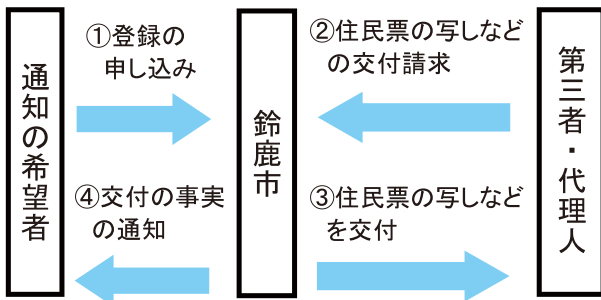 通知の希望者
①登録の
申し込み
④交付の事実
の通知
鈴鹿市
②住民票の写しなど
の交付請求
③住民票の写しなど
を交付
第三者・代理人